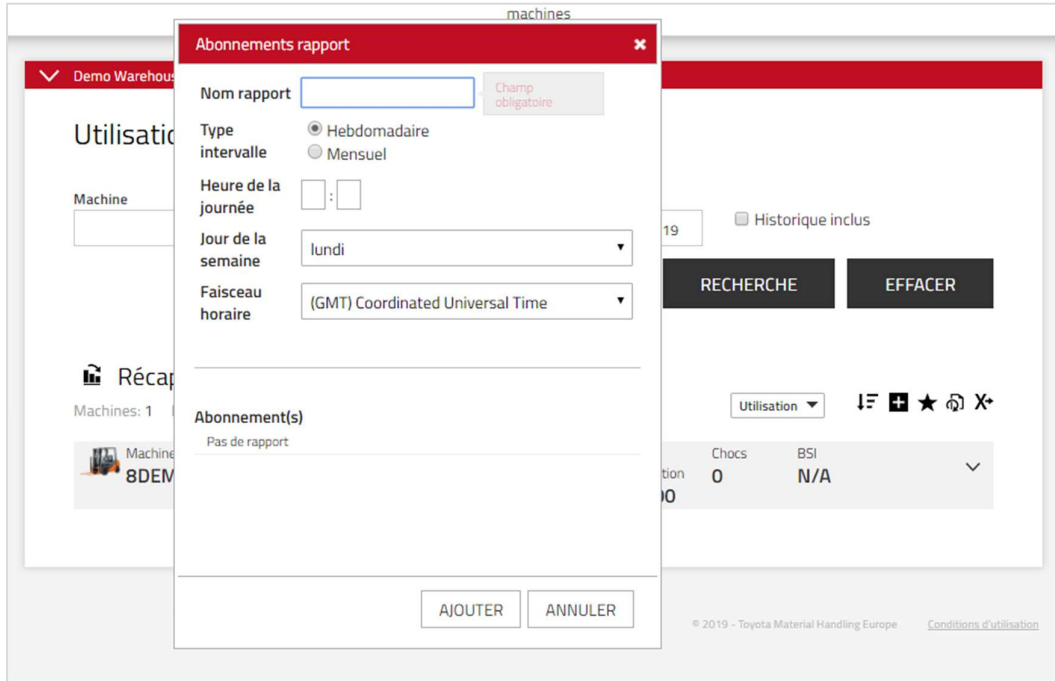 machines
Abonnements rapport
Demo Warehous
Nom rapport
Champ
obligatoire
Utilisatio
Type
intervalle
Hebdomadaire
Mensuel
Machine
Heure de la
journée
:
19
Historique inclus
Jour de la
semaine
lundi
RECHERCHE
EFFACER
Faisceau
horaire
(GMT) Coordinated Universal Time
Récap
Machines: 1
Utilisation
Abonnement(s)
Pas de rapport
Machine
8DEM
tion
00
Chocs
0
BSI
N/A
AJOUTER
ANNULER
© 2019 - Toyota Material Handling Europe
Conditions d'utilisation